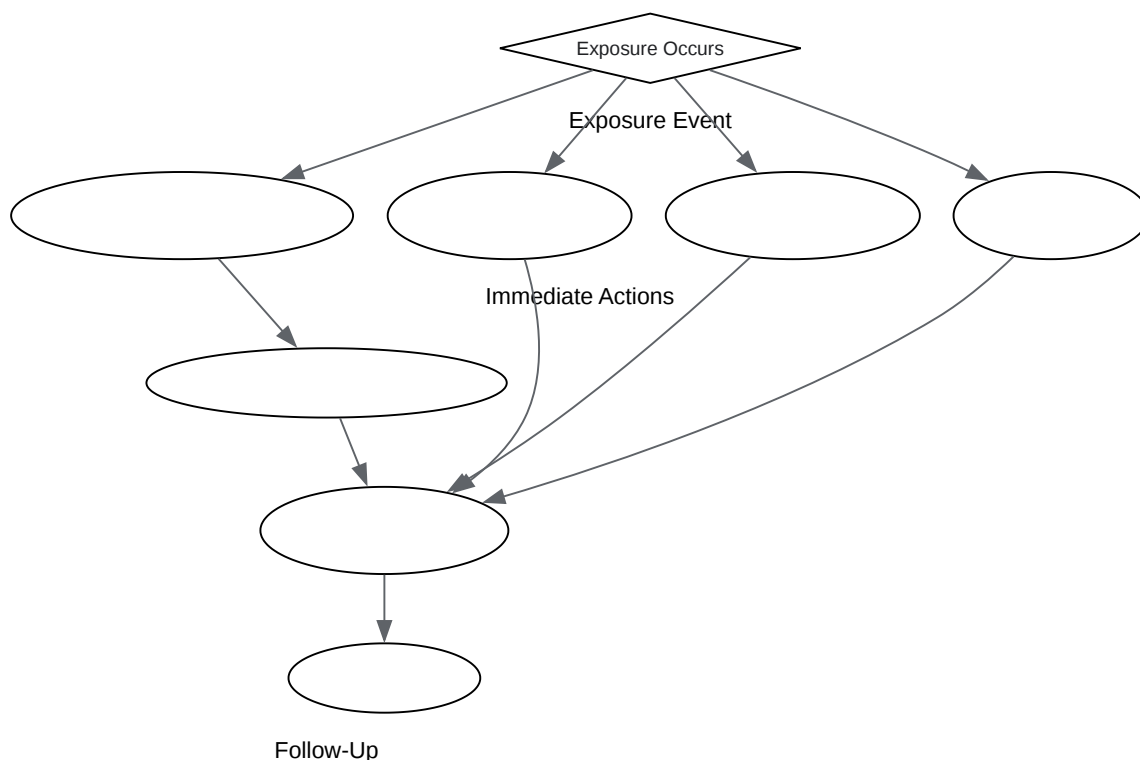 Exposure Occurs
Exposure Event
Immediate Actions
Follow-Up